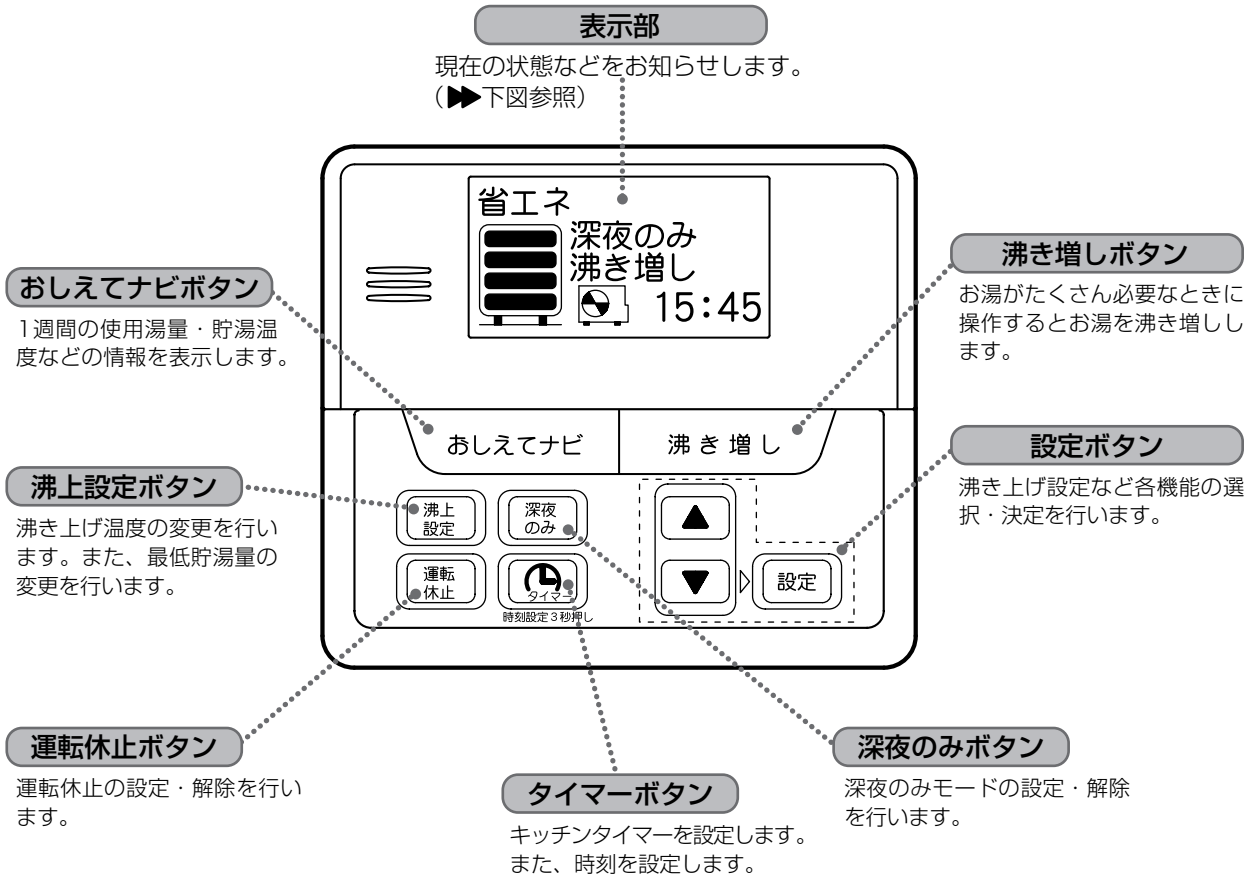 表示部
現在の状態などをお知らせします。
(▶▶下図参照)
省エネ
深夜のみ
沸き増し
15:45
おしえてナビボタン
1週間の使用湯量・貯湯温
度などの情報を表示します。
沸き増しボタン
お湯がたくさん必要なときに
操作するとお湯を沸き増しし
ます。
おしえてナビ
沸き増し
沸上設定ボタン
沸き上げ温度の変更を行い
ます。また、最低貯湯量の
変更を行います。
設定ボタン
沸き上げ設定など各機能の選
択・決定を行います。
沸上
設定
深夜
のみ
▲
運転
休止
タイマー
時刻設定3秒押し
▼
設定
運転休止ボタン
運転休止の設定・解除を行い
ます。
タイマーボタン
キッチンタイマーを設定します。
また、時刻を設定します。
深夜のみボタン
深夜のみモードの設定・解除
を行います。